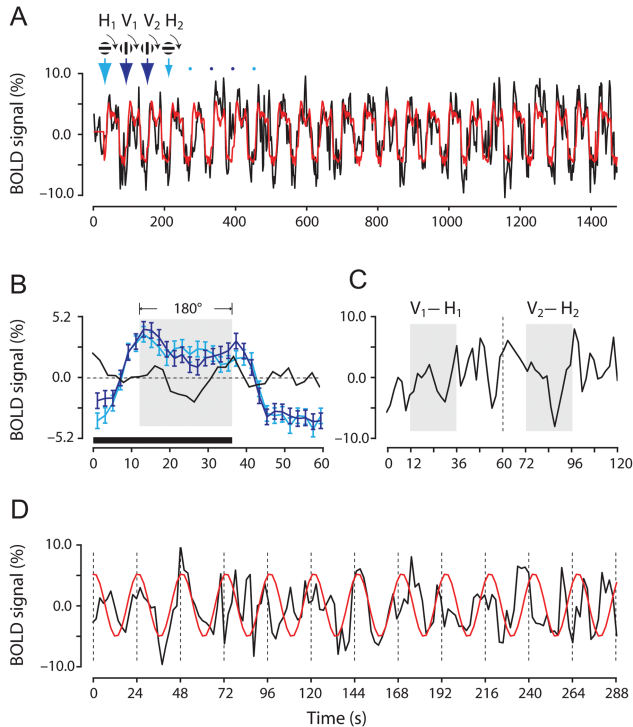 A
H1 V1 V2 H2
BOLD signal (%)
10.0
0.0
−10.0
0 200 400 600 800 1000 1200 1400
B
180°
BOLD signal (%)
5.2
0.0
−5.2
0 10 20 30 40 50 60
C
V1 − H1 V2 − H2
10.0
0.0
−10.0
0 12 36 60 72 96 120
D
BOLD signal (%)
10.0
0.0
−10.0
0 24 48 72 96 120 144 168 192 216 240 264 288
Time (s)